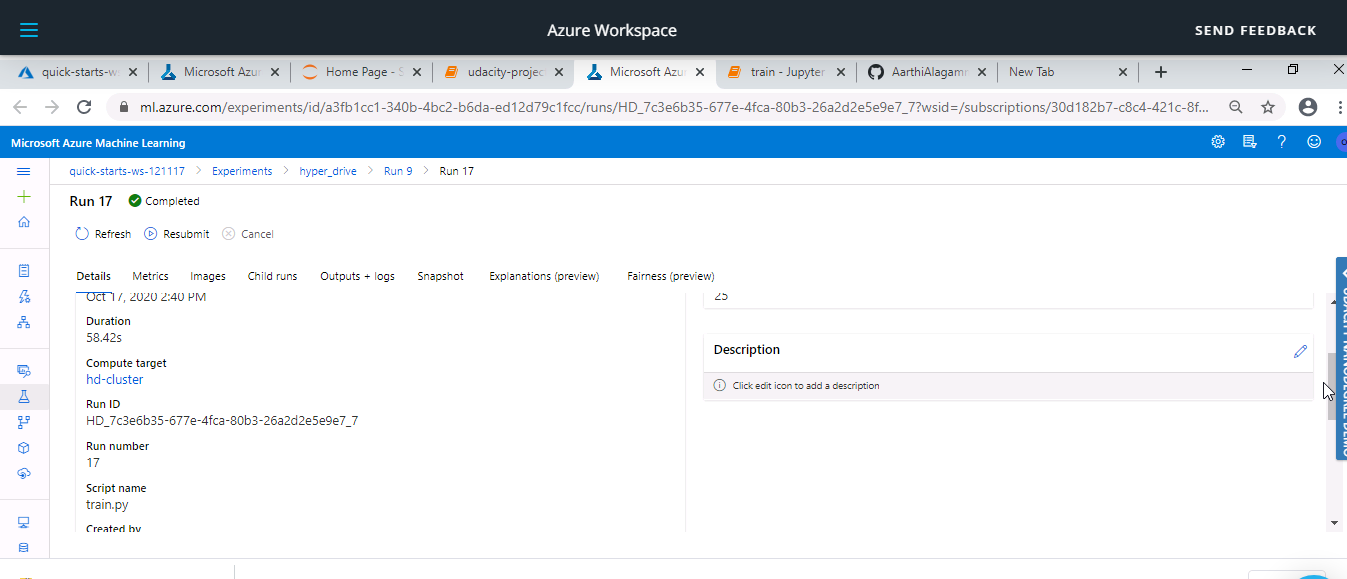 Azure Workspace
SEND FEEDBACK
quick-starts-ws
Microsoft Azur
Home Page - S
udacity-projec
Microsoft Azur
train - Jupyter
AarthiAlagamm
New Tab
ml.azure.com/experiments/id/a3fb1cc1-340b-4bc2-b6da-ed12d79c1fcc/runs/HD_7c3e6b35-677e-4fca-80b3-26a2d2e5e9e7_7?wsid=/subscriptions/30d182b7-c8c4-421c-8f...
Microsoft Azure Machine Learning
quick-starts-ws-121117 > Experiments > hyper_drive > Run 9 > Run 17
Run 17 Completed
Refresh Resubmit Cancel
Details Metrics Images Child runs Outputs + logs Snapshot Explanations (preview) Fairness (preview)
Oct 17, 2020 2:40 PM
Duration
58.42s
Compute target
hd-cluster
Run ID
HD_7c3e6b35-677e-4fca-80b3-26a2d2e5e9e7_7
Run number
17
Script name
train.py
Created by
25
Description
Click edit icon to add a description